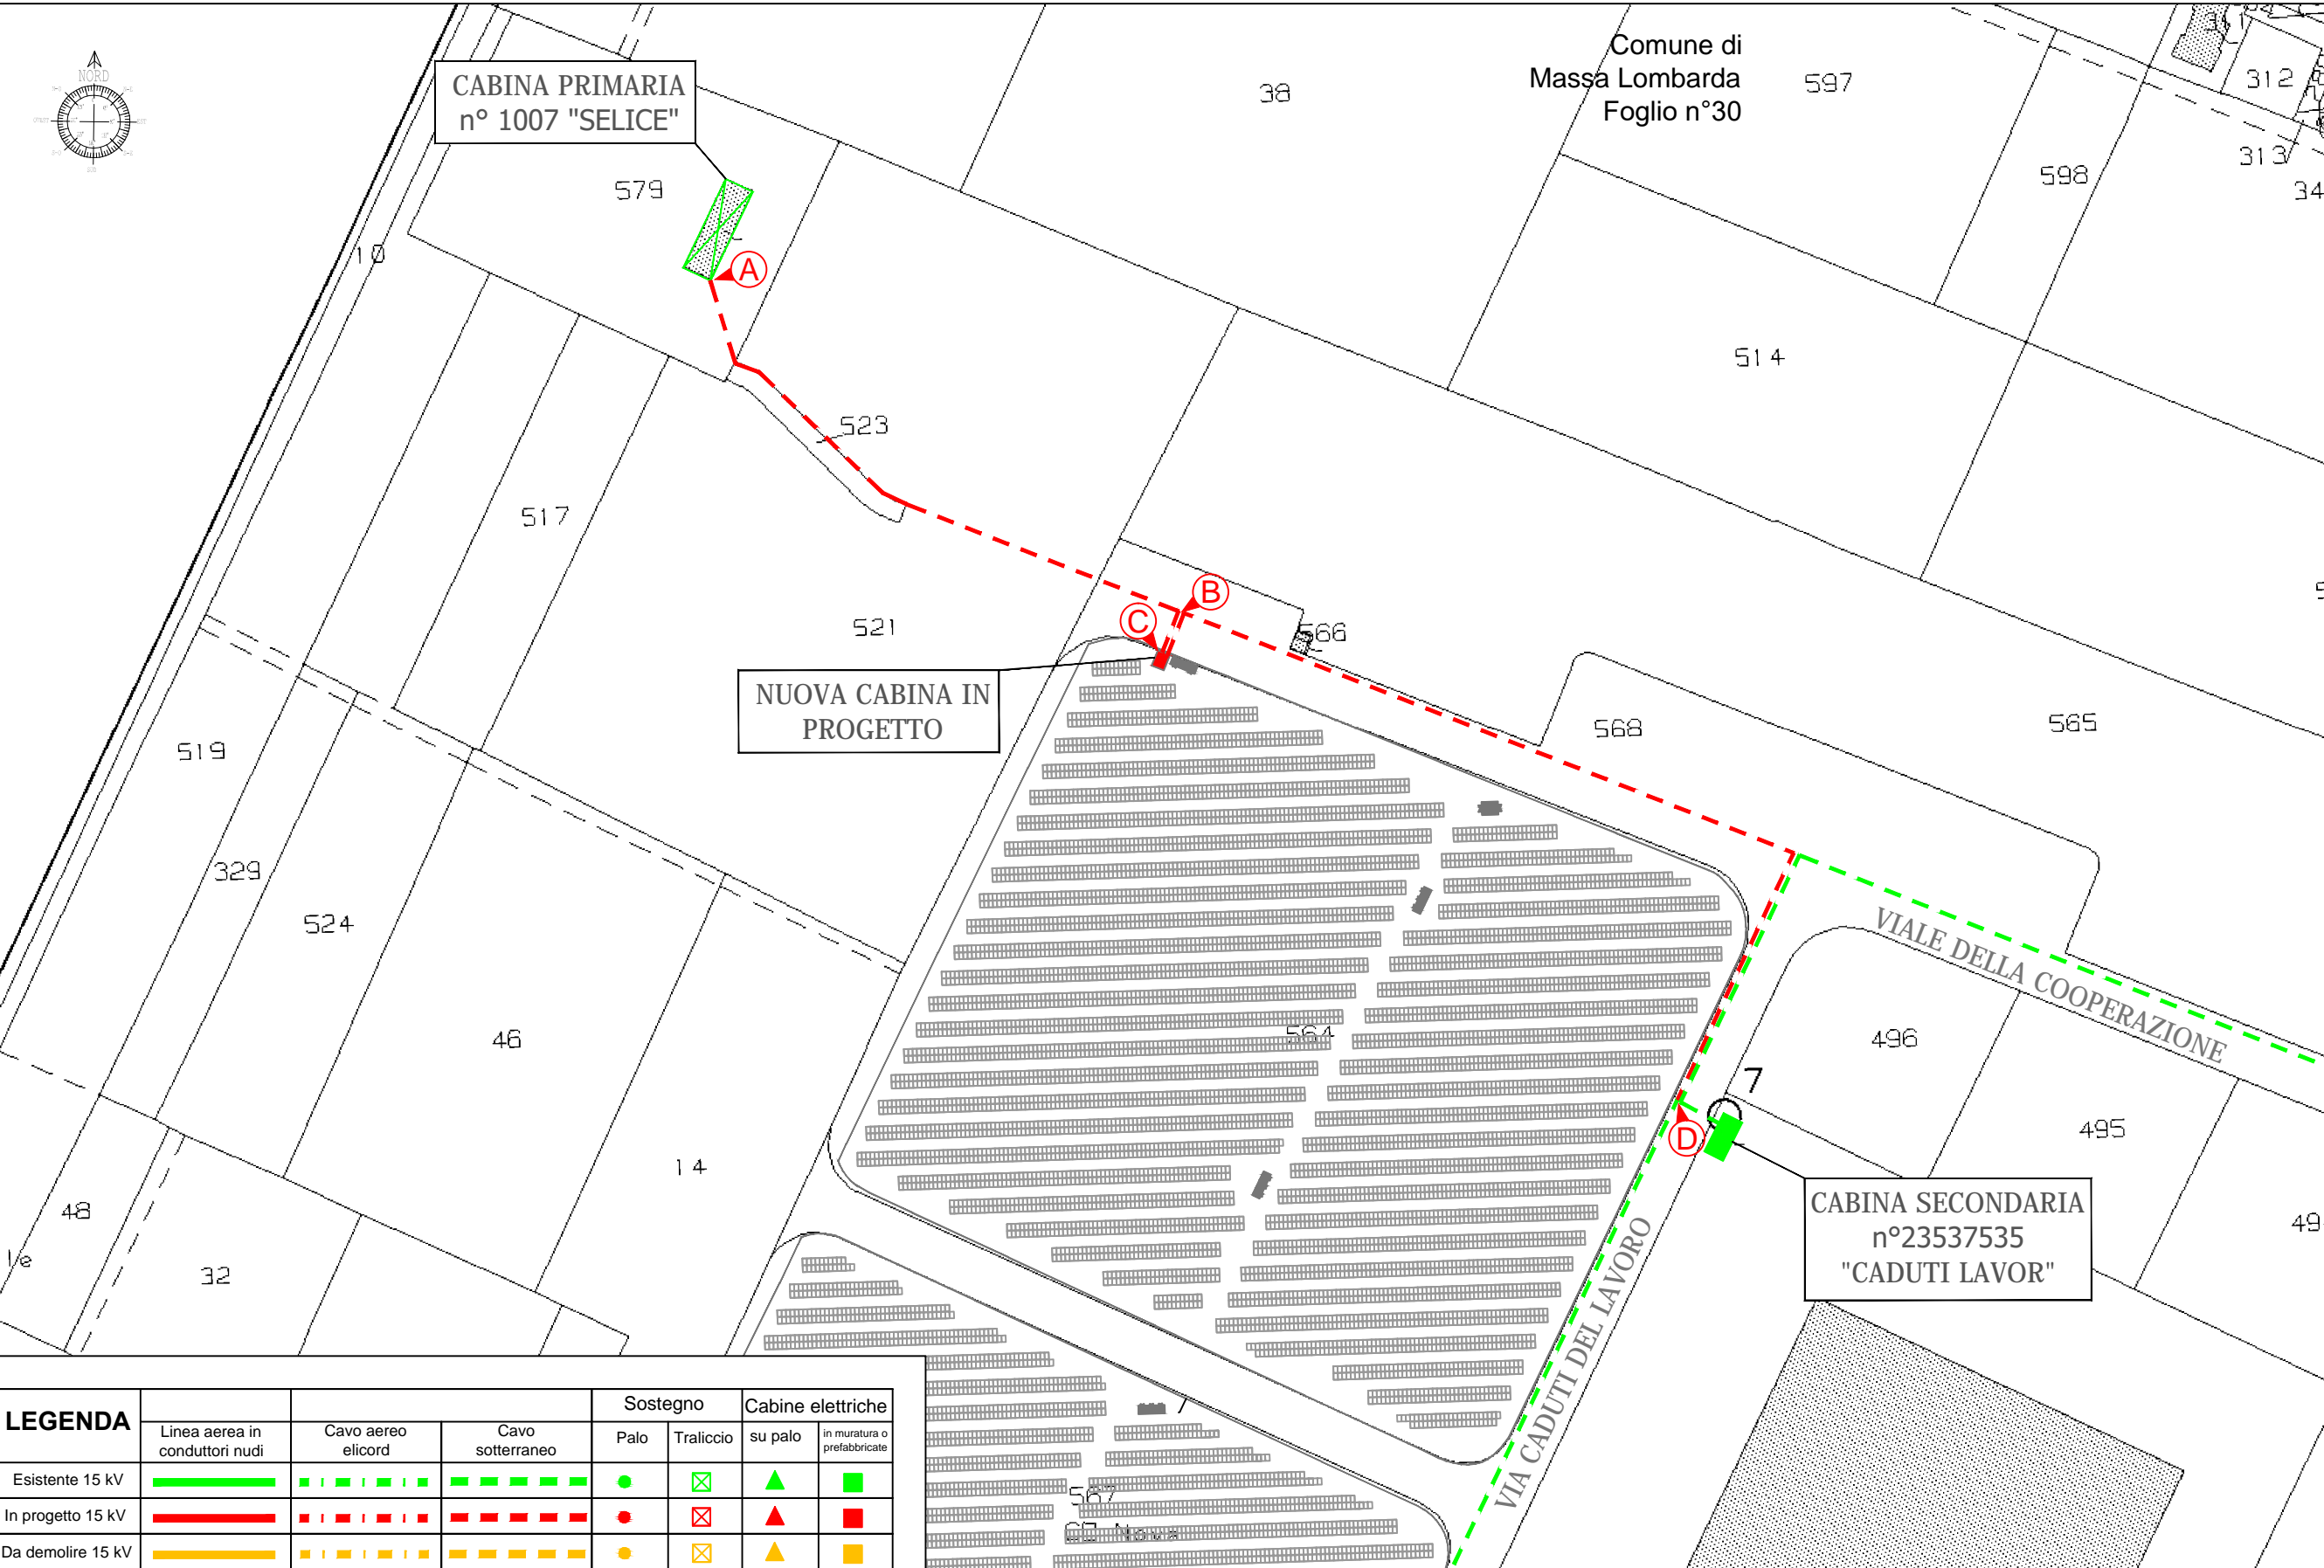 NORD
CABINA PRIMARIA
n° 1007 "SELICE"
Comune di
Massa Lombarda
Foglio n°30
38
597
312
313
598
34
579
10
A
514
523
517
521
B
C
566
NUOVA CABINA IN
PROGETTO
568
565
519
329
524
VIALE DELLA COOPERAZIONE
46
564
496
7
495
D
14
48
49
CABINA SECONDARIA
n°23537535
"CADUTI LAVOR"
le
32
VIA CADUTI DEL LAVORO
567
LEGENDA
Linea aerea in
conduttori nudi
Cavo aereo
elicord
Cavo
sotterraneo
Sostegno
Palo
Traliccio
Cabine elettriche
su palo
in muratura o
prefabbricate
Esistente 15 kV
In progetto 15 kV
Da demolire 15 kV